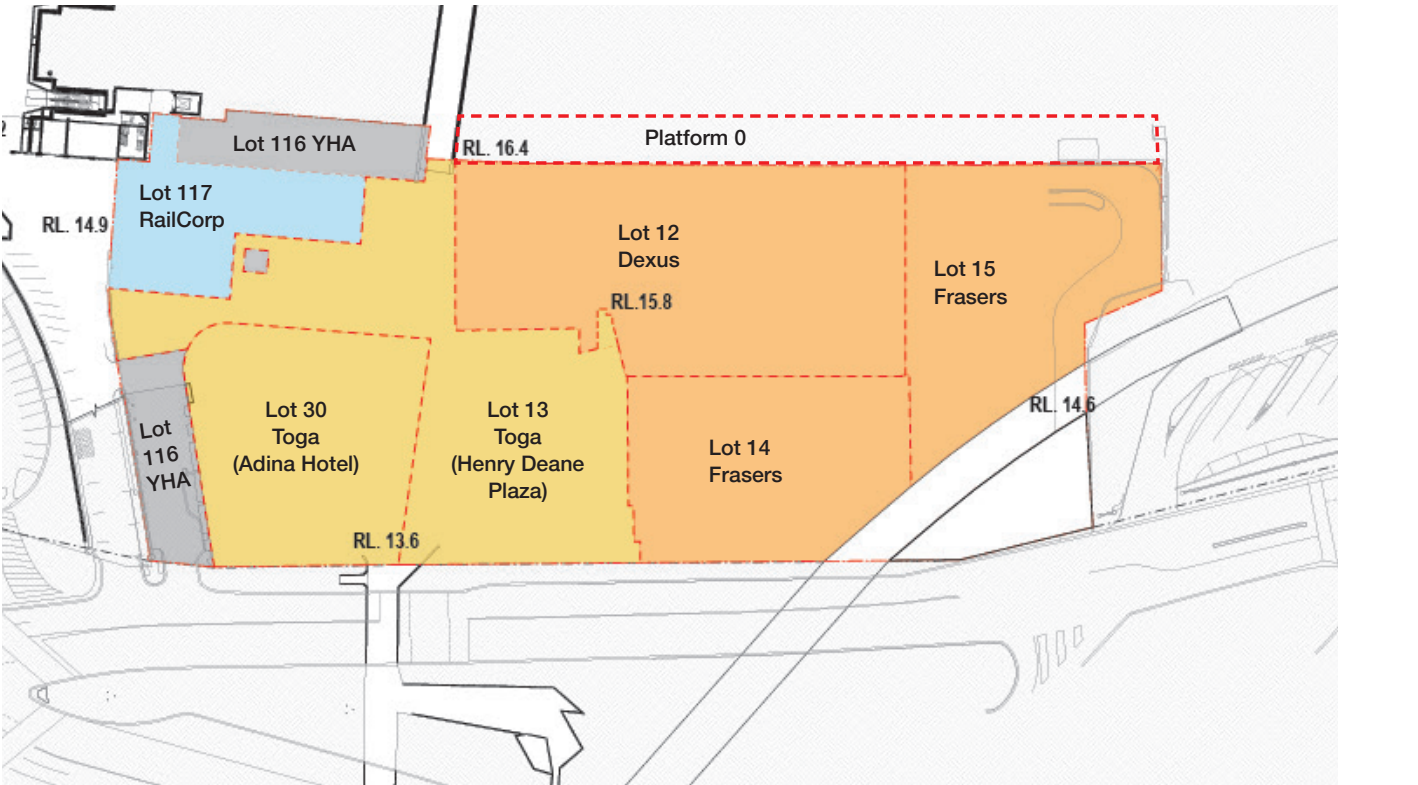 Platform 0
Lot 116 YHA
RL. 16.4
Lot 117
RailCorp
RL. 14.9
Lot 12
Dexus
Lot 15
Frasers
RL.15.8
Lot 30
Toga
(Adina Hotel)
Lot 13
Toga
(Henry Deane
Plaza)
RL. 14.6
Lot
116
YHA
Lot 14
Frasers
RL. 13.6